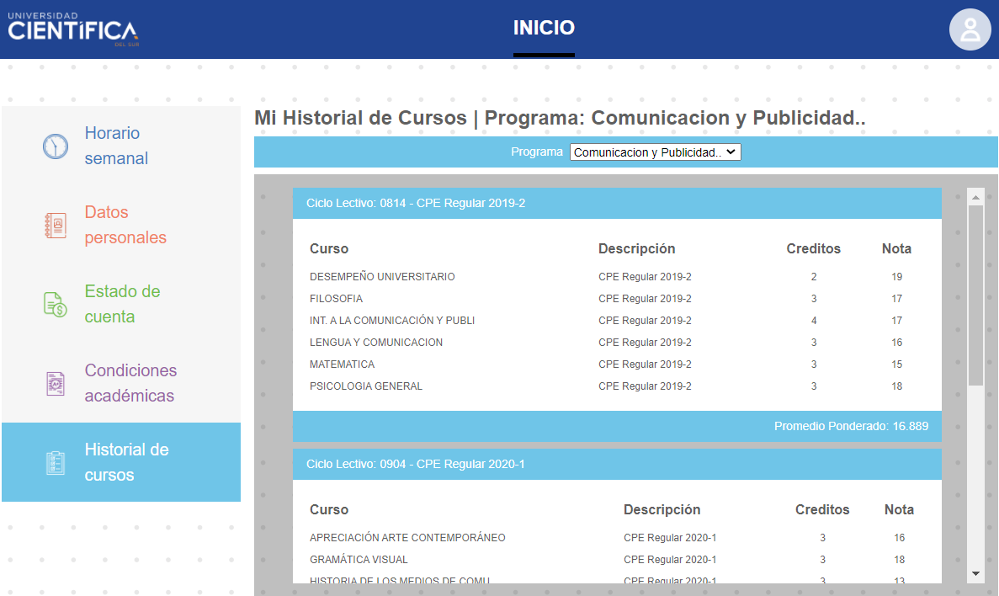 UNIVERSIDAD
CIENTÍFICA
DEL SUR
INICIO
Horario
semanal
Datos
personales
Estado de
cuenta
Condiciones
académicas
Historial de
cursos
Mi Historial de Cursos | Programa: Comunicacion y Publicidad..
Programa Comunicacion y Publicidad..
Ciclo Lectivo: 0814 - CPE Regular 2019-2
Curso Descripción Creditos Nota
DESEMPEÑO UNIVERSITARIO CPE Regular 2019-2 2 19
FILOSOFIA CPE Regular 2019-2 3 17
INT. A LA COMUNICACIÓN Y PUBLI CPE Regular 2019-2 4 17
LENGUA Y COMUNICACION CPE Regular 2019-2 3 16
MATEMATICA CPE Regular 2019-2 3 15
PSICOLOGIA GENERAL CPE Regular 2019-2 3 18
Promedio Ponderado: 16.889
Ciclo Lectivo: 0904 - CPE Regular 2020-1
Curso Descripción Creditos Nota
APRECIACIÓN ARTE CONTEMPORÁNEO CPE Regular 2020-1 3 16
GRAMÁTICA VISUAL CPE Regular 2020-1 3 18
HISTORIA DE LOS MEDIOS DE COMU CPE Regular 2020-1 3 13